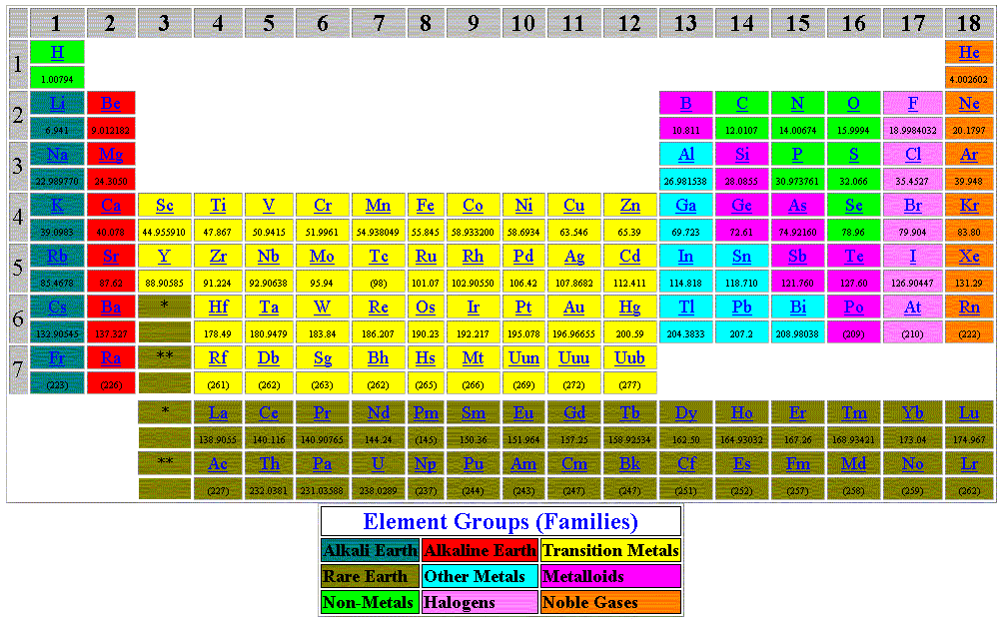 1 2 3 4 5 6 7 8 9 10 11 12 13 14 15 16 17 18
1 H He
1.00794 4.002602
2 Li Be B C N O F Ne
6.941 9.012182 10.811 12.0107 14.00674 15.9994 18.9984032 20.1797
3 Na Mg Al Si P S Cl Ar
22.989770 24.3050 26.981538 28.0855 30.973761 32.066 35.4527 39.948
4 K Ca Sc Ti V Cr Mn Fe Co Ni Cu Zn Ga Ge As Se Br Kr
39.0983 40.078 44.955910 47.867 50.9415 51.9961 54.938049 55.845 58.933200 58.6934 63.546 65.39 69.723 72.61 74.92160 78.96 79.904 83.80
5 Rb Sr Y Zr Nb Mo Tc Ru Rh Pd Ag Cd In Sn Sb Te I Xe
85.4678 87.62 88.90585 91.224 92.90638 95.94 (98) 101.07 102.90550 106.42 107.8682 112.411 114.818 118.710 121.760 127.60 126.90447 131.29
6 Cs Ba * Hf Ta W Re Os Ir Pt Au Hg Tl Pb Bi Po At Rn
132.90545 137.327 178.49 180.9479 183.84 186.207 190.23 192.217 195.078 196.96655 200.59 204.3833 207.2 208.98038 (209) (210) (222)
7 Fr Ra ** Rf Db Sg Bh Hs Mt Uun Uuu Uub
(223) (226) (261) (262) (263) (262) (265) (266) (269) (272) (277)
* La Ce Pr Nd Pm Sm Eu Gd Tb Dy Ho Er Tm Yb Lu
138.9055 140.116 140.90765 144.24 (145) 150.36 151.964 157.25 158.92534 162.50 164.93032 167.26 168.93421 173.04 174.967
** Ac Th Pa U Np Pu Am Cm Bk Cf Es Fm Md No Lr
(227) 232.0381 231.03588 238.0289 (237) (244) (243) (247) (247) (251) (252) (257) (258) (259) (262)
Element Groups (Families)
Alkali Earth Alkaline Earth Transition Metals
Rare Earth Other Metals Metalloids
Non-Metals Halogens Noble Gases